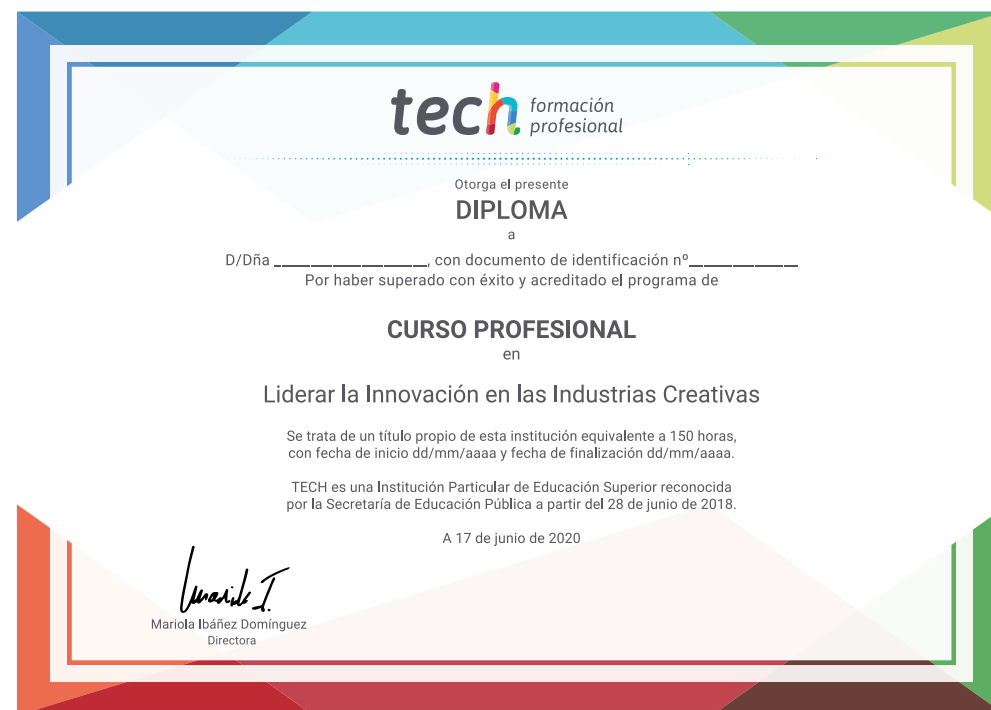 tech formación
profesional
Otorga el presente
DIPLOMA
a
D/Dña ____________________, con documento de identificación nº______________
Por haber superado con éxito y acreditado el programa de
CURSO PROFESIONAL
en
Liderar la Innovación en las Industrias Creativas
Se trata de un título propio de esta institución equivalente a 150 horas,
con fecha de inicio dd/mm/aaaa y fecha de finalización dd/mm/aaaa.
TECH es una Institución Particular de Educación Superior reconocida
por la Secretaría de Educación Pública a partir del 28 de junio de 2018.
A 17 de junio de 2020
Mariola Ibáñez Domínguez
Directora